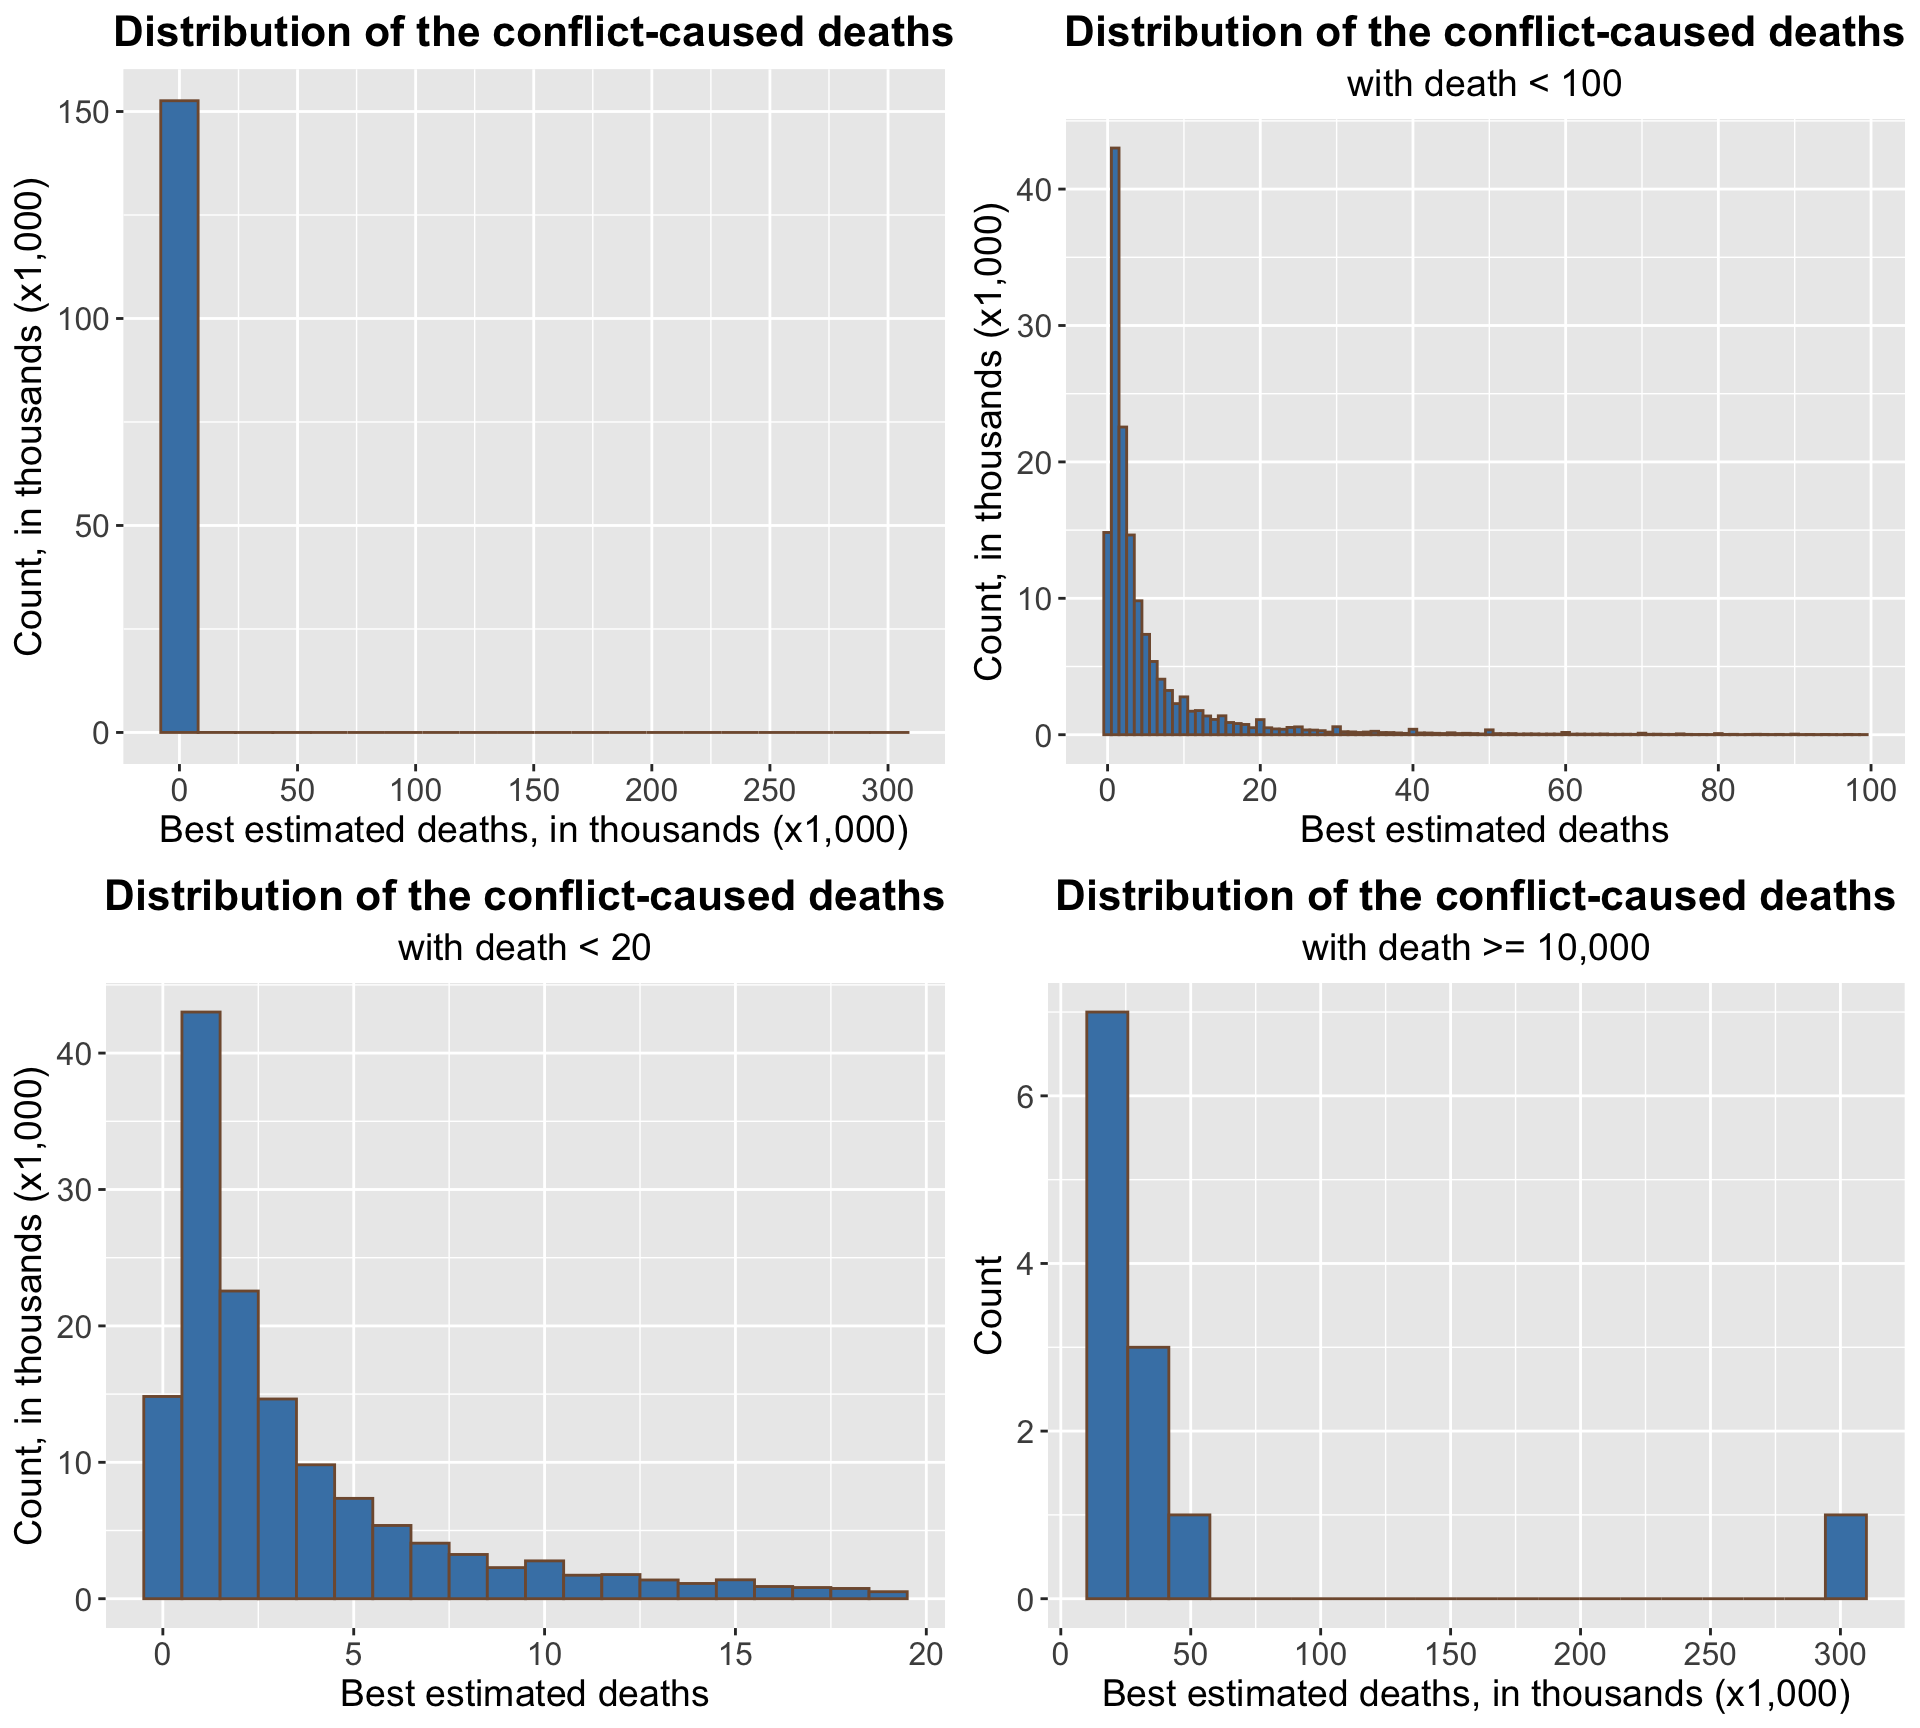 Distribution of the conflict-caused deaths
Count, in thousands (x1,000)
150
100
50
0
0 50 100 150 200 250 300
Best estimated deaths, in thousands (x1,000)
Distribution of the conflict-caused deaths
with death < 100
Count, in thousands (x1,000)
40
30
20
10
0
0 20 40 60 80 100
Best estimated deaths
Distribution of the conflict-caused deaths
with death < 20
Count, in thousands (x1,000)
40
30
20
10
0
0 5 10 15 20
Best estimated deaths
Distribution of the conflict-caused deaths
with death >= 10,000
Count
6
4
2
0
0 50 100 150 200 250 300
Best estimated deaths, in thousands (x1,000)